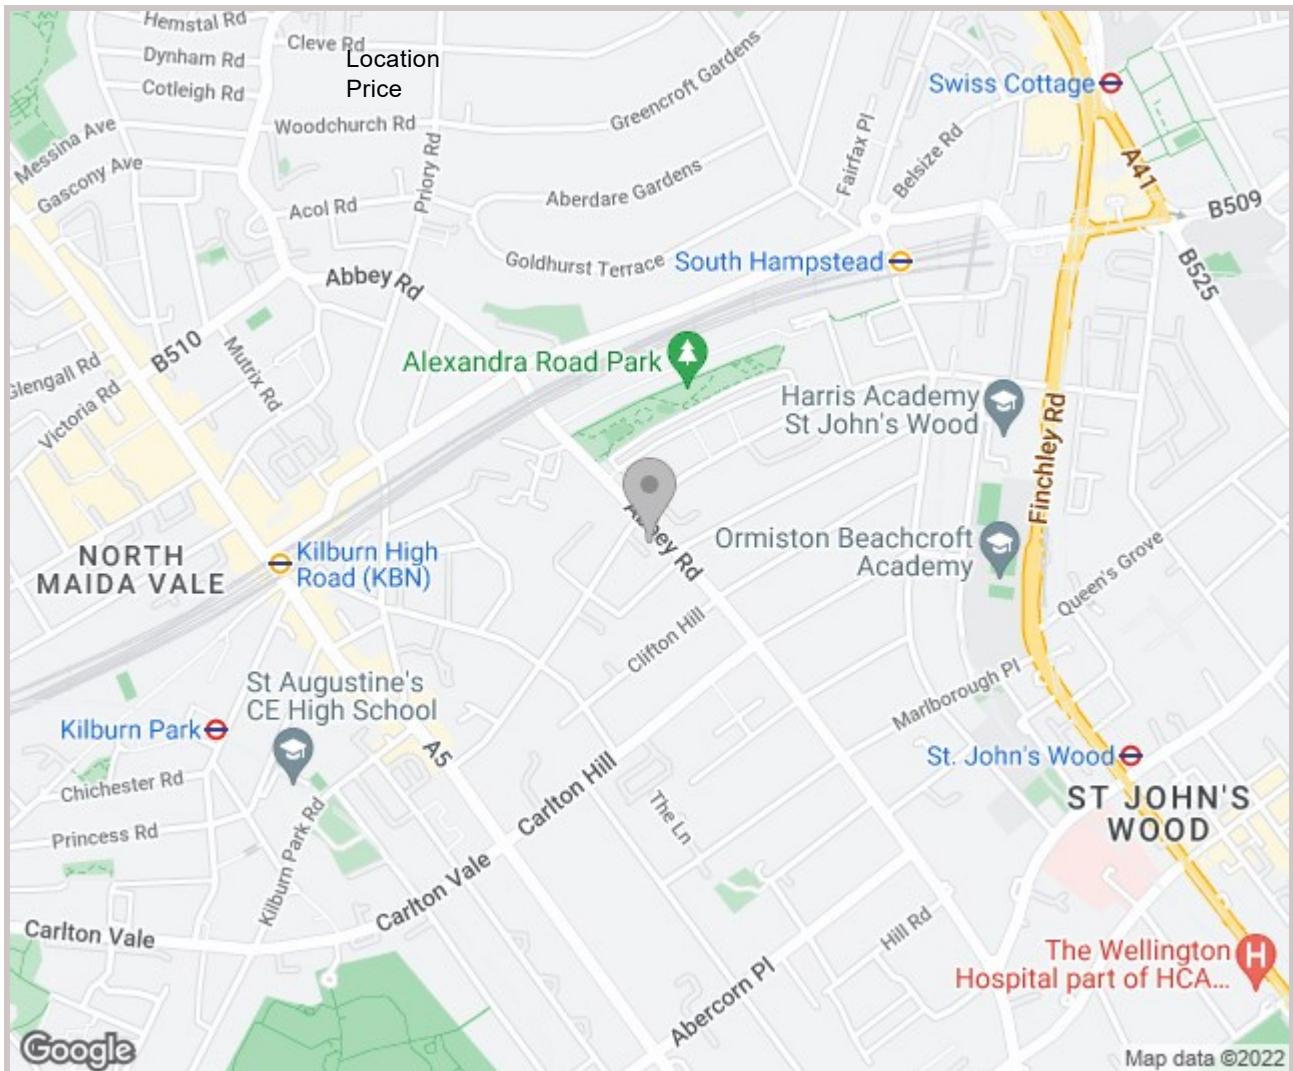 Hemstal Rd
Cleve Rd
Location
Price
Dynham Rd
Cotleigh Rd
Woodchurch Rd
Greencroft Gardens
Swiss Cottage
Messina Ave
Gascony Ave
Priory Rd
Fairfax Pl
Belsize Rd
A41
Acol Rd
Aberdare Gardens
B509
Goldhurst Terrace
South Hampstead
Abbey Rd
B525
B510
Mutrix Rd
Alexandra Road Park
Glengall Rd
Victoria Rd
Harris Academy
St John's Wood
Finchley Rd
Abbey Rd
Ormiston Beachcroft
Academy
NORTH
MAIDA VALE
Kilburn High
Road (KBN)
Queen's Grove
Clifton Hill
St Augustine's
CE High School
Marlborough Pl
Kilburn Park
A5
St. John's Wood
Chichester Rd
Carlton Hill
The Ln
ST JOHN'S
WOOD
Princess Rd
Kilburn Park Rd
Carlton Vale
Carlton Vale
Hill Rd
The Wellington
Hospital part of HCA...
Abercorn Pl
Google
Map data ©2022
H